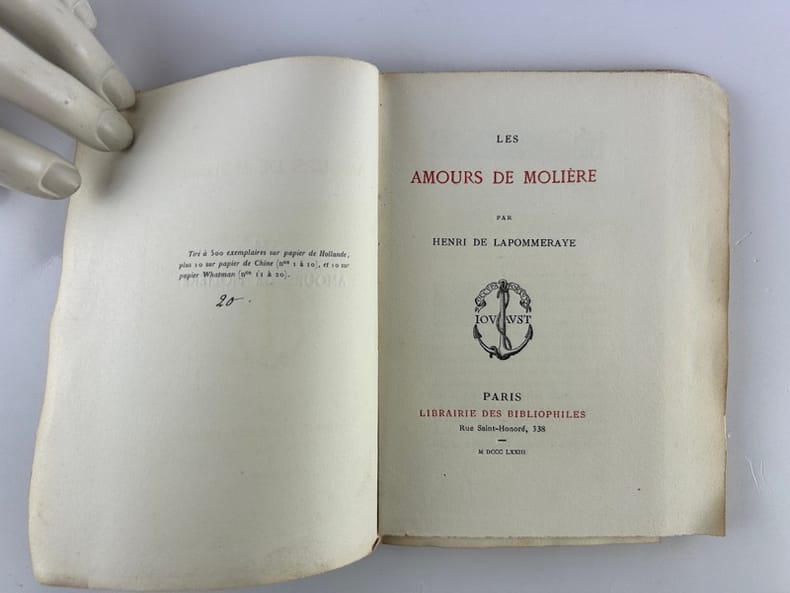 Tiré à 500 exemplaires sur papier de Hollande,
plus 10 sur papier de Chine (nos 1 à 10), et 10 sur
papier Whatman (nos 11 à 20).
20.
LES
AMOURS DE MOLIÈRE
PAR
HENRI DE LAPOMMERAYE
IOV AVST
PARIS
LIBRAIRIE DES BIBLIOPHILES
Rue Saint-Honoré, 338
M DCCC LXXIII